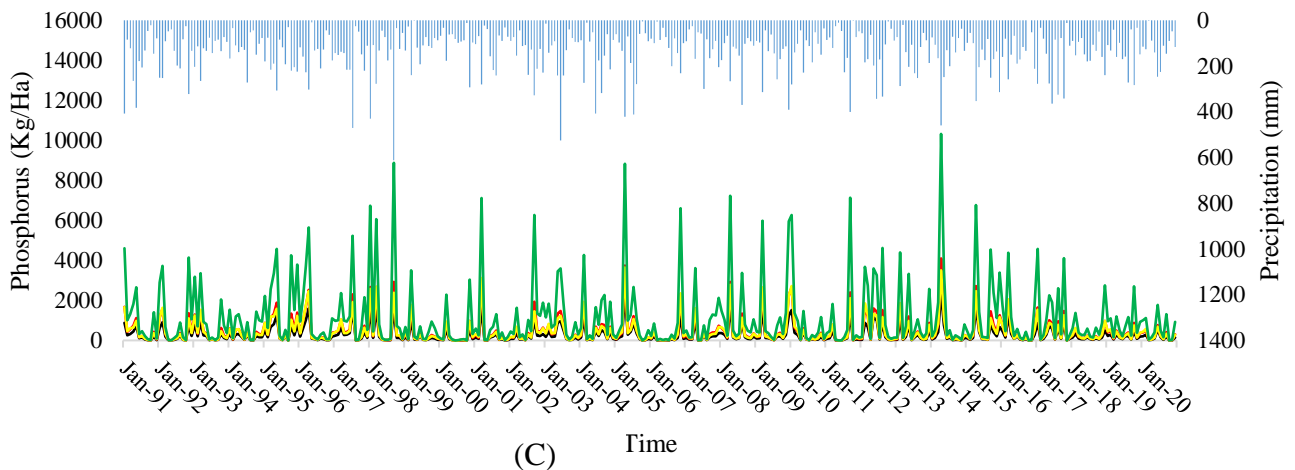 Phosphorus (Kg/Ha)
16000
14000
12000
10000
8000
6000
4000
2000
0
0
200
400
600
800
1000
1200
1400
Precipitation (mm)
Jan-91
Jan-92
Jan-93
Jan-94
Jan-95
Jan-96
Jan-97
Jan-98
Jan-99
Jan-00
Jan-01
Jan-02
Jan-03
Jan-04
Jan-05
Jan-06
Jan-07
Jan-08
Jan-09
Jan-10
Jan-11
Jan-12
Jan-13
Jan-14
Jan-15
Jan-16
Jan-17
Jan-18
Jan-19
Jan-20
Time
(C)